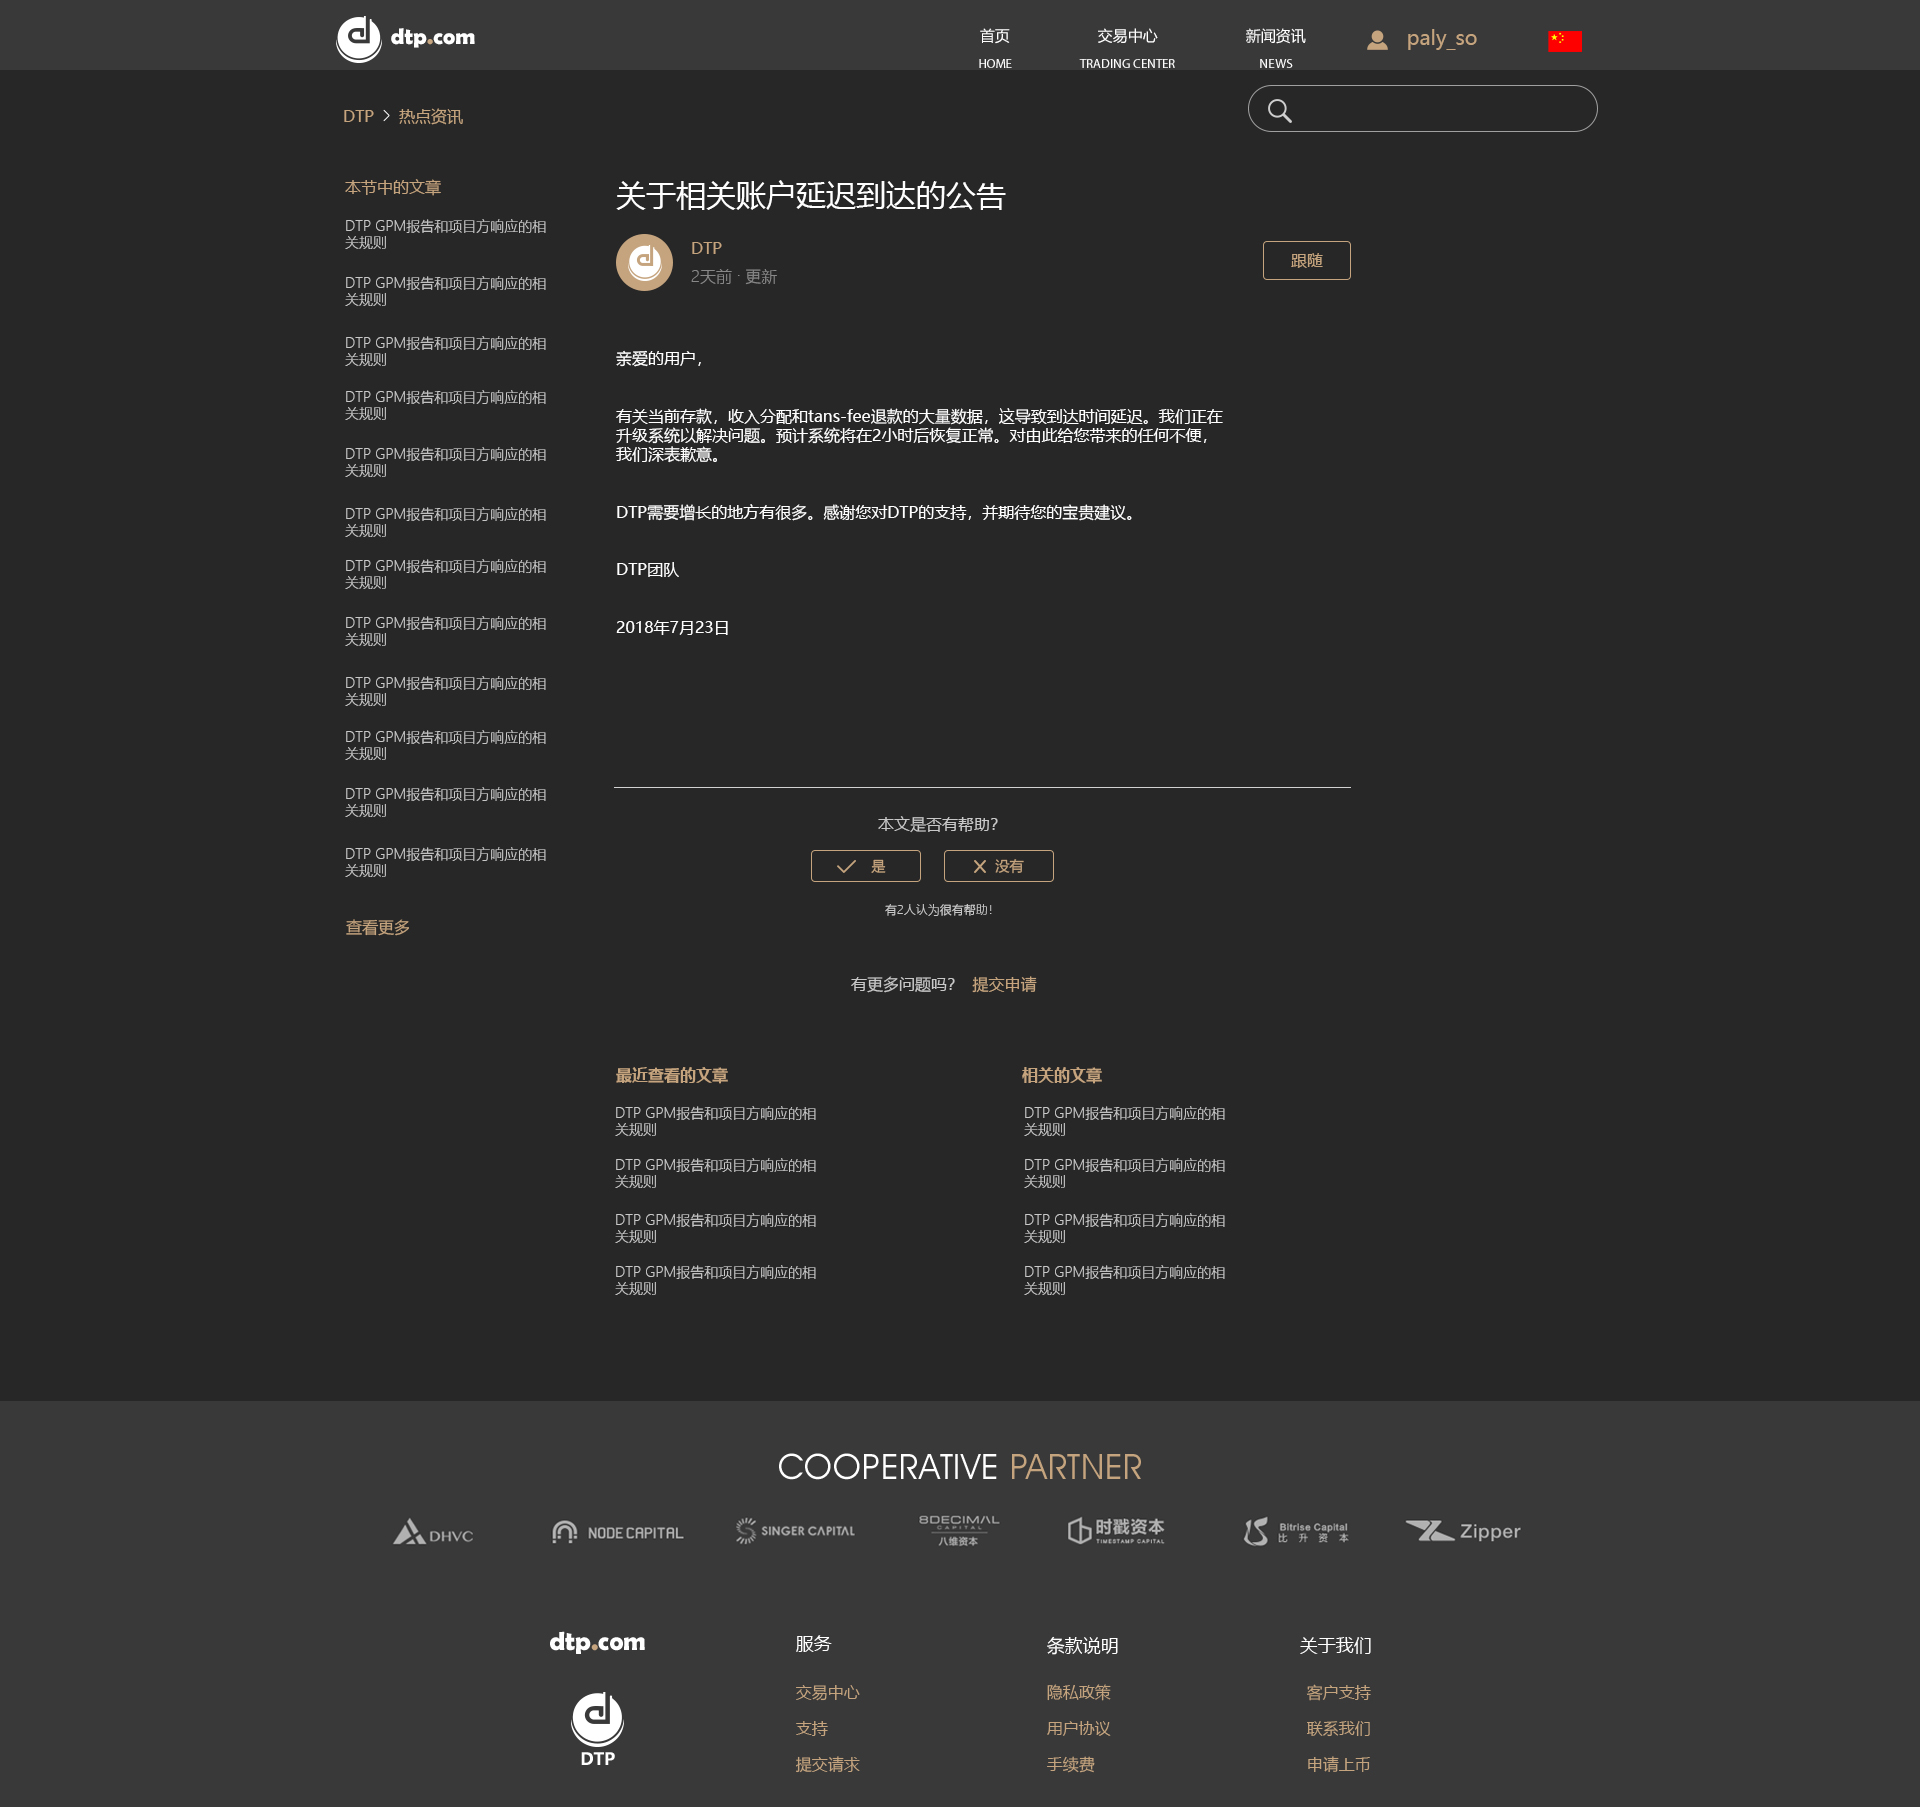 dtp.com
首页
HOME
交易中心
TRADING CENTER
新闻资讯
NEWS
paly_so
DTP > 热点资讯
本节中的文章
DTP GPM报告和项目方响应的相
关规则
DTP GPM报告和项目方响应的相
关规则
DTP GPM报告和项目方响应的相
关规则
DTP GPM报告和项目方响应的相
关规则
DTP GPM报告和项目方响应的相
关规则
DTP GPM报告和项目方响应的相
关规则
DTP GPM报告和项目方响应的相
关规则
DTP GPM报告和项目方响应的相
关规则
DTP GPM报告和项目方响应的相
关规则
DTP GPM报告和项目方响应的相
关规则
DTP GPM报告和项目方响应的相
关规则
DTP GPM报告和项目方响应的相
关规则
查看更多
关于相关账户延迟到达的公告
DTP
2天前 · 更新
跟随
亲爱的用户，
有关当前存款，收入分配和tans-fee退款的大量数据，这导致到达时间延迟。我们正在
升级系统以解决问题。预计系统将在2小时后恢复正常。对由此给您带来的任何不便，
我们深表歉意。
DTP需要增长的地方有很多。感谢您对DTP的支持，并期待您的宝贵建议。
DTP团队
2018年7月23日
本文是否有帮助？
是
没有
有2人认为很有帮助！
有更多问题吗？ 提交申请
最近查看的文章
DTP GPM报告和项目方响应的相
关规则
DTP GPM报告和项目方响应的相
关规则
DTP GPM报告和项目方响应的相
关规则
DTP GPM报告和项目方响应的相
关规则
相关的文章
DTP GPM报告和项目方响应的相
关规则
DTP GPM报告和项目方响应的相
关规则
DTP GPM报告和项目方响应的相
关规则
DTP GPM报告和项目方响应的相
关规则
COOPERATIVE PARTNER
DHVC
NODE CAPITAL
SINGER CAPITAL
8DECIMAL
CAPITAL
八维资本
时戳资本
TIMESTAMP CAPITAL
Bitrise Capital
比升资本
Zipper
dtp.com
DTP
服务
交易中心
支持
提交请求
条款说明
隐私政策
用户协议
手续费
关于我们
客户支持
联系我们
申请上币